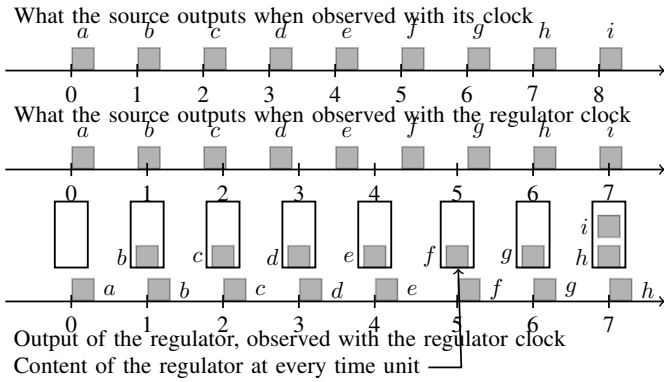 What the source outputs when observed with its clock
a b c d e f g h i
0 1 2 3 4 5 6 7 8
What the source outputs when observed with the regulator clock
a b c d e f g h i
0 1 2 3 4 5 6 7
i
b c d e f g h
a b c d e f g h
0 1 2 3 4 5 6 7
Output of the regulator, observed with the regulator clock
Content of the regulator at every time unit